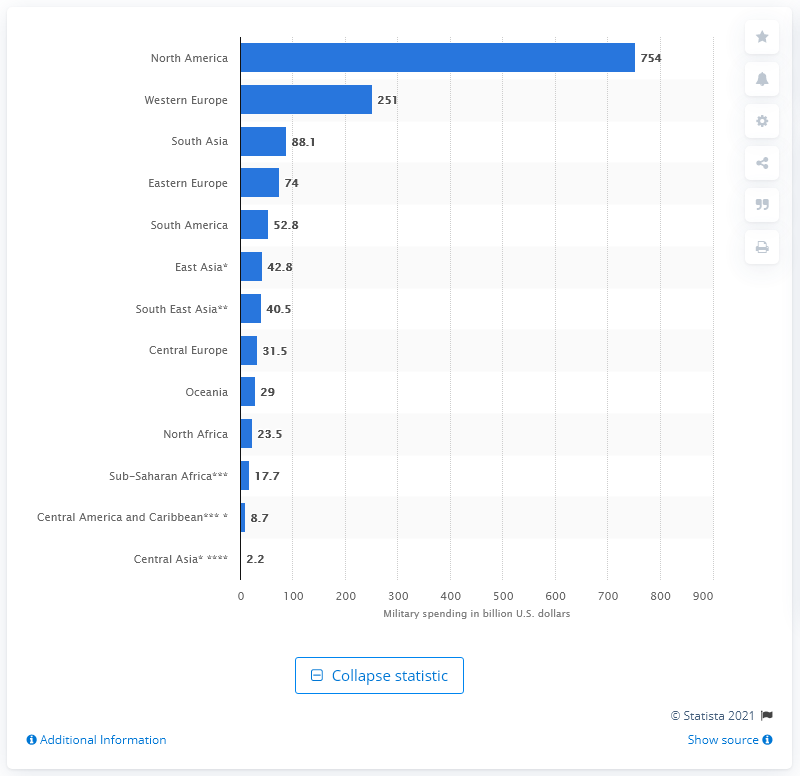 North America 754
Western Europe 251
South Asia 88.1
Eastern Europe 74
South America 52.8
East Asia* 42.8
South East Asia** 40.5
Central Europe 31.5
Oceania 29
North Africa 23.5
Sub-Saharan Africa*** 17.7
Central America and Caribbean*** * 8.7
Central Asia* **** 2.2
0 100 200 300 400 500 600 700 800 900
Military spending in billion U.S. dollars
Collapse statistic
© Statista 2021
Additional Information
Show source